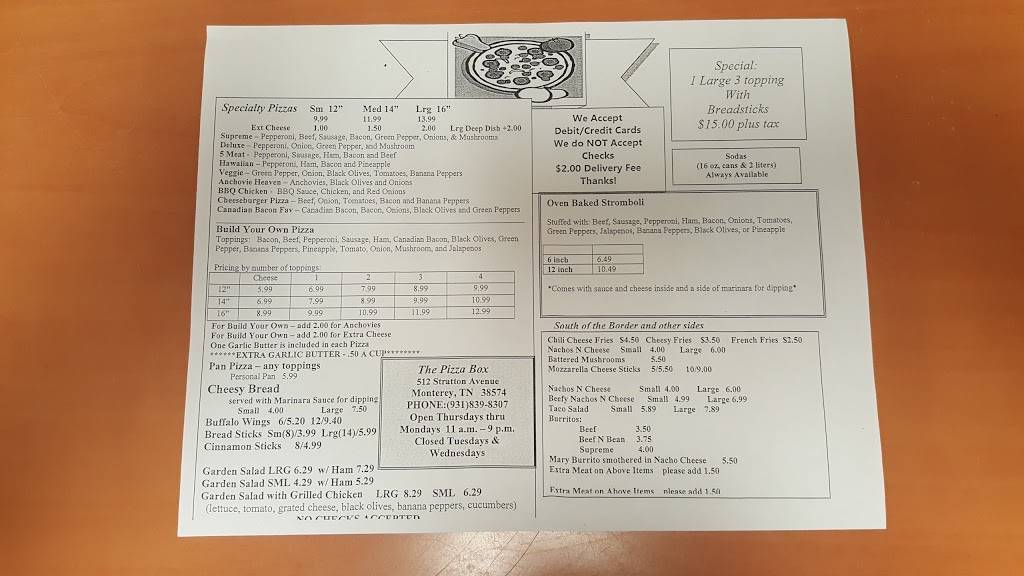 Specialty Pizzas Sm 12" Med 14" Lrg 16"
9.99 11.99 13.99
Ext Cheese 1.00 1.50 2.00 Lrg Deep Dish +2.00
Supreme – Pepperoni, Beef, Sausage, Bacon, Green Pepper, Onions, & Mushrooms
Deluxe – Pepperoni, Onion, Green Pepper, and Mushroom
5 Meat - Pepperoni, Sausage, Ham, Bacon and Beef
Hawaiian – Pepperoni, Ham, Bacon and Pineapple
Veggie – Green Pepper, Onion, Black Olives, Tomatoes, Banana Peppers
Anchovie Heaven – Anchovies, Black Olives and Onions
BBQ Chicken - BBQ Sauce, Chicken, and Red Onions
Cheeseburger Pizza – Beef, Onion, Tomatoes, Bacon and Banana Peppers
Canadian Bacon Fav – Canadian Bacon, Bacon, Onions, Black Olives and Green Peppers
Build Your Own Pizza
Toppings: Bacon, Beef, Pepperoni, Sausage, Ham, Canadian Bacon, Black Olives, Green
Pepper, Banana Peppers, Pineapple, Tomato, Onion, Mushroom, and Jalapenos
Pricing by number of toppings:
Cheese 1 2 3 4
12" 5.99 6.99 7.99 8.99 9.99
14" 6.99 7.99 8.99 9.99 10.99
16" 8.99 9.99 10.99 11.99 12.99
For Build Your Own – add 2.00 for Anchovies
For Build Your Own – add 2.00 for Extra Cheese
One Garlic Butter is included in each Pizza
******EXTRA GARLIC BUTTER - .50 A CUP********
Pan Pizza – any toppings
Personal Pan 5.99
Cheesy Bread
served with Marinara Sauce for dipping
Small 4.00 Large 7.50
Buffalo Wings 6/5.20 12/9.40
Bread Sticks Sm(8)/3.99 Lrg(14)/5.99
Cinnamon Sticks 8/4.99
Garden Salad LRG 6.29 w/ Ham 7.29
Garden Salad SML 4.29 w/ Ham 5.29
Garden Salad with Grilled Chicken LRG 8.29 SML 6.29
(lettuce, tomato, grated cheese, black olives, banana peppers, cucumbers)
NO CHECKS ACCEPTED
The Pizza Box
512 Stratton Avenue
Monterey, TN 38574
PHONE:(931)839-8307
Open Thursdays thru
Mondays 11 a.m. – 9 p.m.
Closed Tuesdays &
Wednesdays
We Accept
Debit/Credit Cards
We do NOT Accept
Checks
$2.00 Delivery Fee
Thanks!
Special:
1 Large 3 topping
With
Breadsticks
$15.00 plus tax
Sodas
(16 oz, cans & 2 liters)
Always Available
Oven Baked Stromboli
Stuffed with: Beef, Sausage, Pepperoni, Ham, Bacon, Onions, Tomatoes,
Green Peppers, Jalapenos, Banana Peppers, Black Olives, or Pineapple
6 inch 6.49
12 inch 10.49
*Comes with sauce and cheese inside and a side of marinara for dipping*
South of the Border and other sides
Chili Cheese Fries $4.50 Cheesy Fries $3.50 French Fries $2.50
Nachos N Cheese Small 4.00 Large 6.00
Battered Mushrooms 5.50
Mozzarella Cheese Sticks 5/5.50 10/9.00
Nachos N Cheese Small 4.00 Large 6.00
Beefy Nachos N Cheese Small 4.99 Large 6.99
Taco Salad Small 5.89 Large 7.89
Burritos:
Beef 3.50
Beef N Bean 3.75
Supreme 4.00
Mary Burrito smothered in Nacho Cheese 5.50
Extra Meat on Above Items please add 1.50
Extra Meat on Above Items please add 1.50